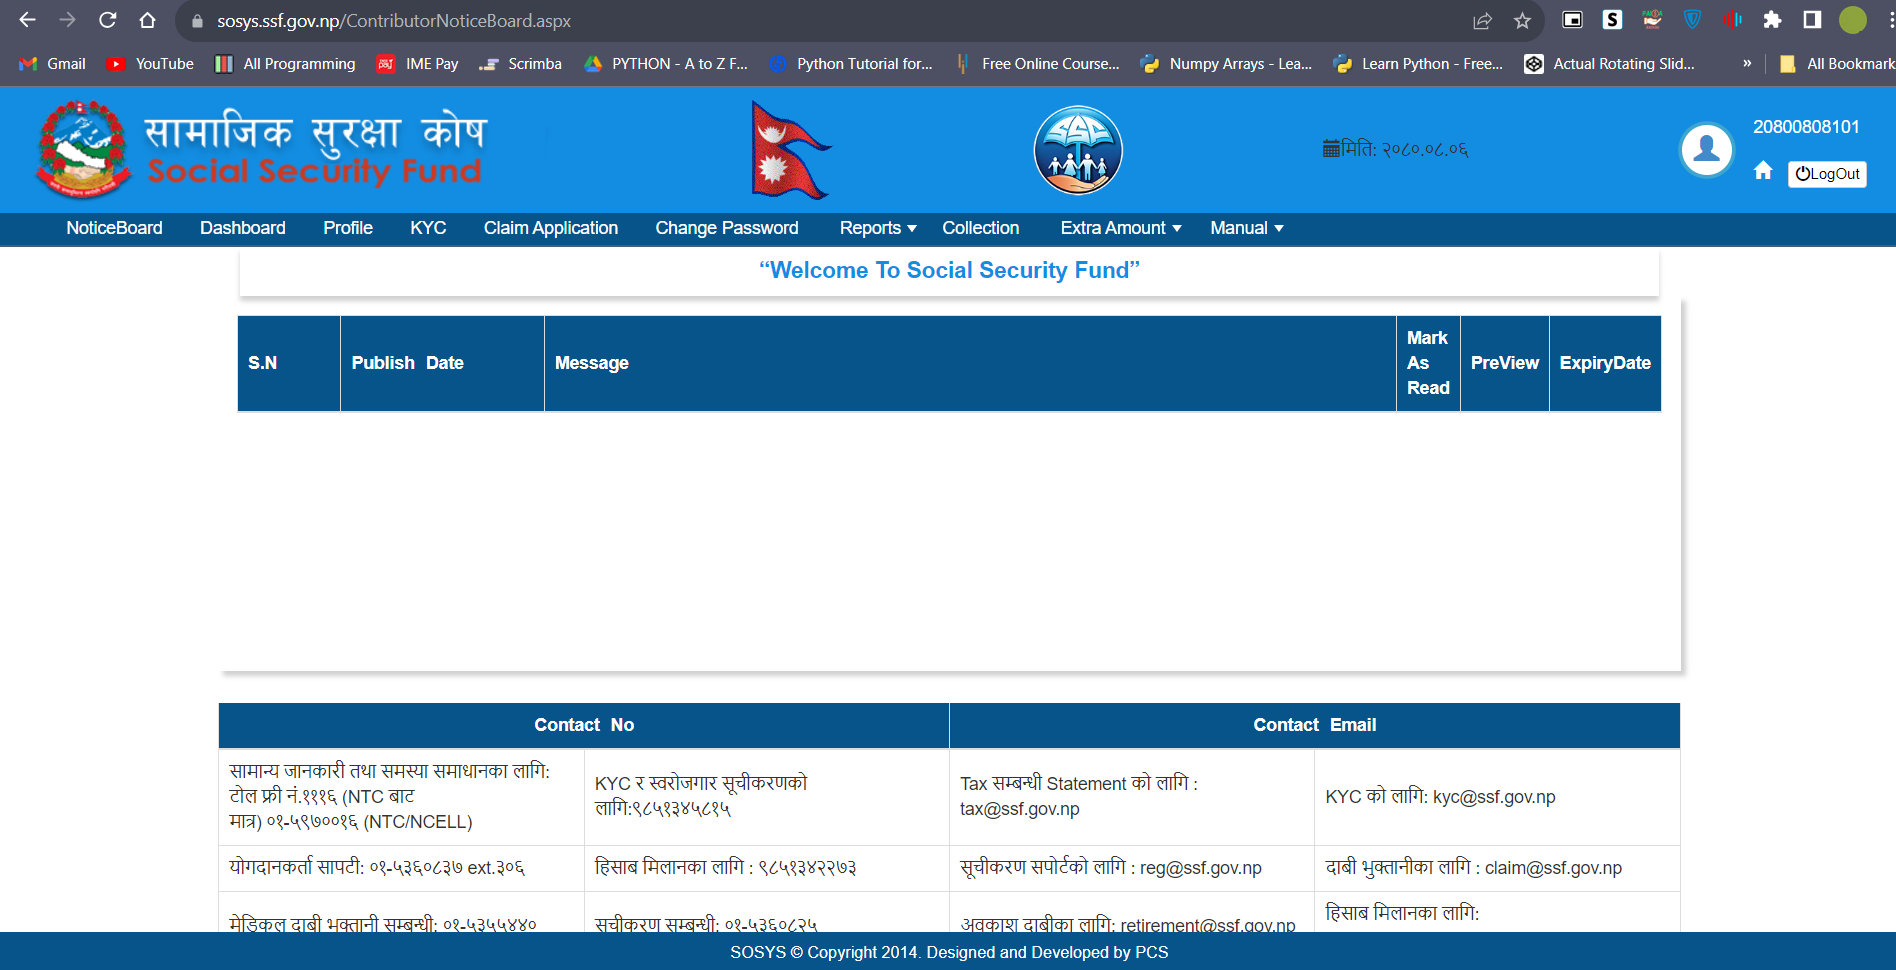 sosys.ssf.gov.np/ContributorNoticeBoard.aspx
Gmail YouTube All Programming IME Pay Scrimba PYTHON - A to Z F... Python Tutorial for... Free Online Course... Numpy Arrays - Lea... Learn Python - Free... Actual Rotating Slid... » All Bookmark
सामाजिक सुरक्षा कोष
Social Security Fund
SSF
मिति: २०८०.०८.०६
20800808101
LogOut
NoticeBoard Dashboard Profile KYC Claim Application Change Password Reports Collection Extra Amount Manual
“Welcome To Social Security Fund”
S.N Publish Date Message Mark As Read PreView ExpiryDate
Contact No Contact Email
सामान्य जानकारी तथा समस्या समाधानका लागि:
टोल फ्री नं.१११६ (NTC बाट
मात्र) ०१-५९७००१६ (NTC/NCELL)
KYC र स्वरोजगार सूचीकरणको
लागि:९८५१३४५८१५
Tax सम्बन्धी Statement को लागि :
tax@ssf.gov.np
KYC को लागि: kyc@ssf.gov.np
योगदानकर्ता सापटी: ०१-५३६०८३७ ext.३०६
हिसाब मिलानका लागि : ९८५१३४२२७३
सूचीकरण सपोर्टको लागि : reg@ssf.gov.np
दाबी भुक्तानीका लागि : claim@ssf.gov.np
मेडिकल दाबी भुक्तानी सम्बन्धी: ०१-५३५५४४०
सूचीकरण सम्बन्धी: ०१-५३६०८२५
अवकाश दाबीका लागि: retirement@ssf.gov.np
हिसाब मिलानका लागि:
SOSYS © Copyright 2014. Designed and Developed by PCS